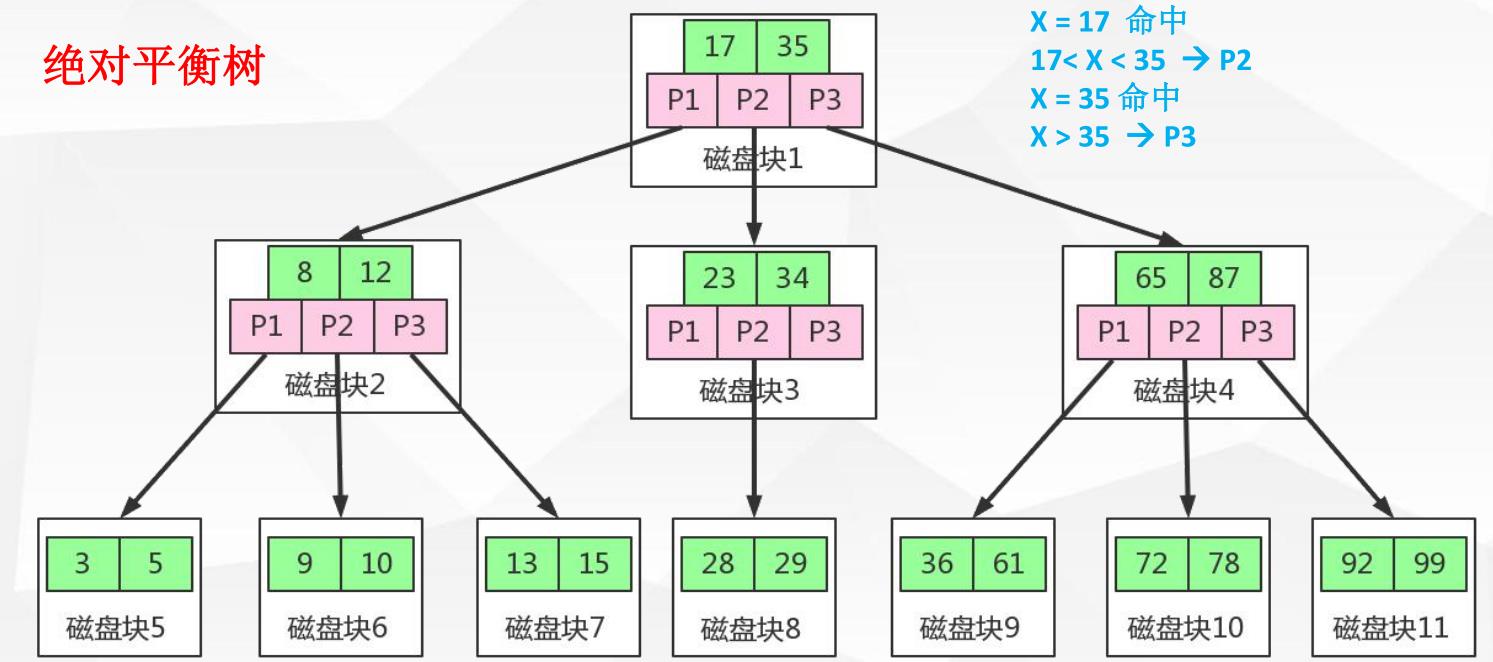 绝对平衡树
X = 17 命中
17< X < 35 → P2
X = 35 命中
X > 35 → P3
17 35
P1 P2 P3
磁盘块1
8 12
P1 P2 P3
磁盘块2
23 34
P1 P2 P3
磁盘块3
65 87
P1 P2 P3
磁盘块4
3 5
磁盘块5
9 10
磁盘块6
13 15
磁盘块7
28 29
磁盘块8
36 61
磁盘块9
72 78
磁盘块10
92 99
磁盘块11